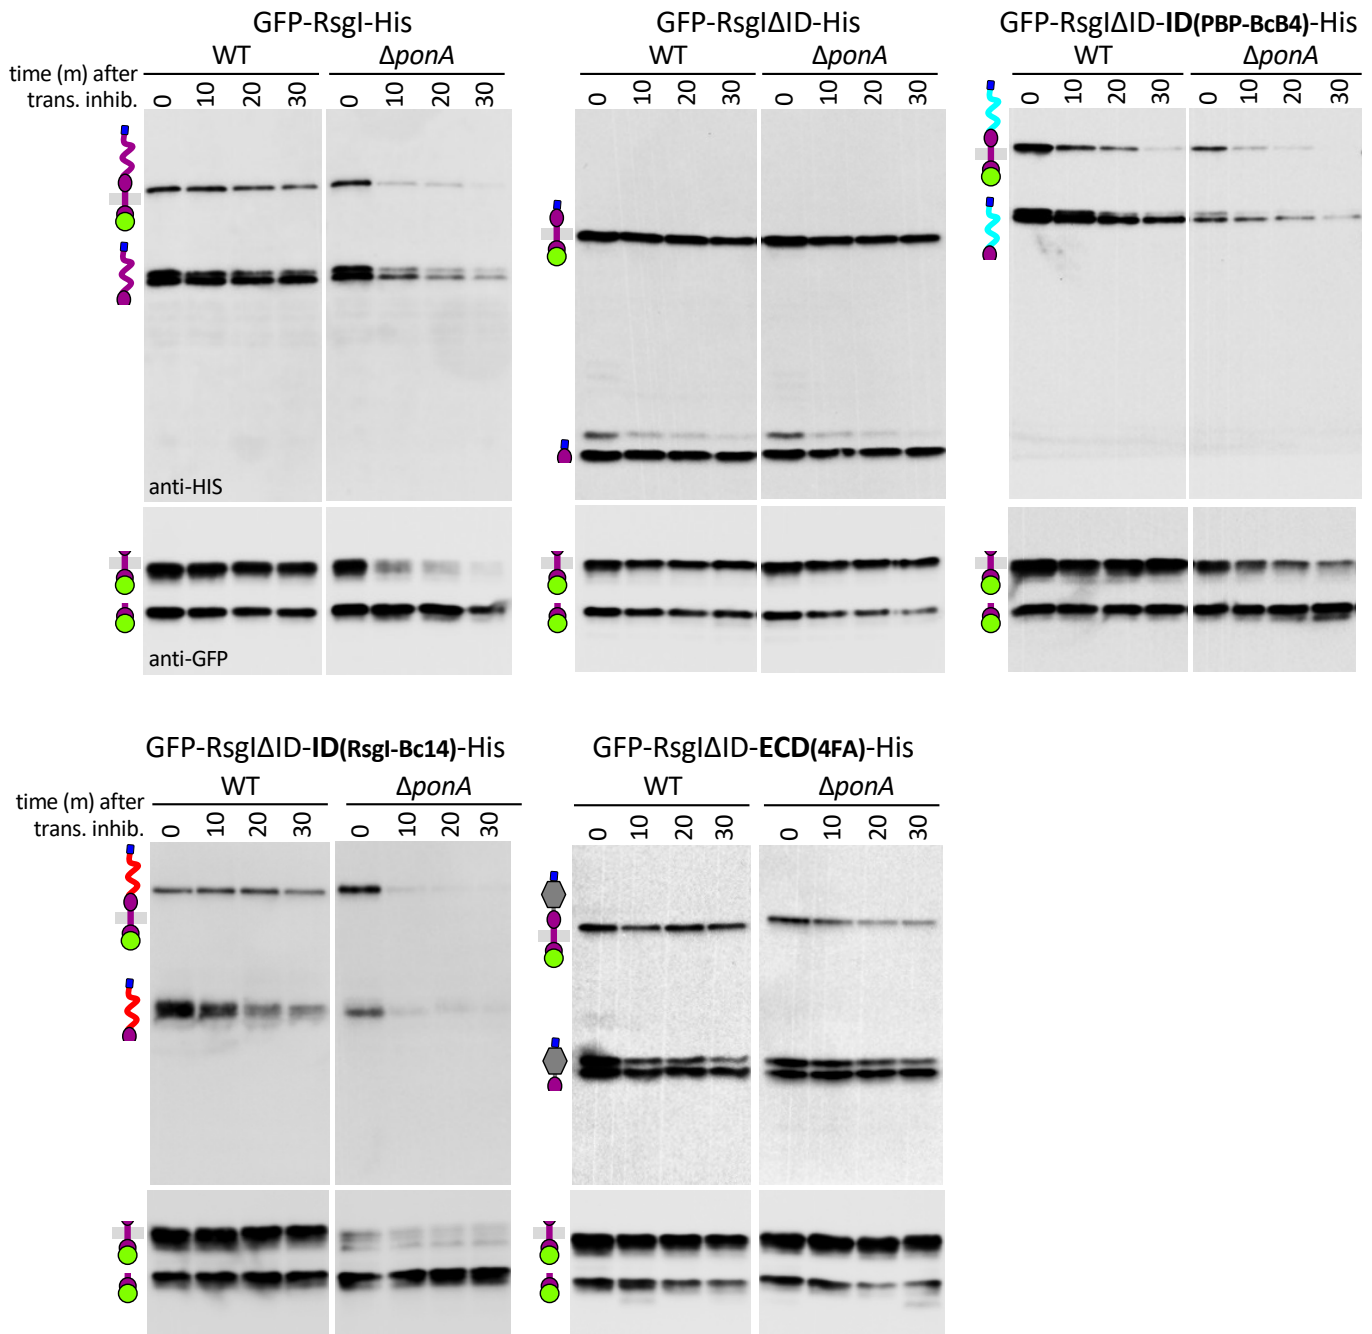 GFP-RsgI-His
WT ΔponA
time (m) after
trans. inhib.
0 10 20 30 0 10 20 30
anti-HIS
anti-GFP
GFP-RsgIΔID-His
WT ΔponA
0 10 20 30 0 10 20 30
GFP-RsgIΔID-ID(PBP-BcB4)-His
WT ΔponA
0 10 20 30 0 10 20 30
GFP-RsgIΔID-ID(RsgI-Bc14)-His
WT ΔponA
time (m) after
trans. inhib.
0 10 20 30 0 10 20 30
GFP-RsgIΔID-ECD(4FA)-His
WT ΔponA
0 10 20 30 0 10 20 30